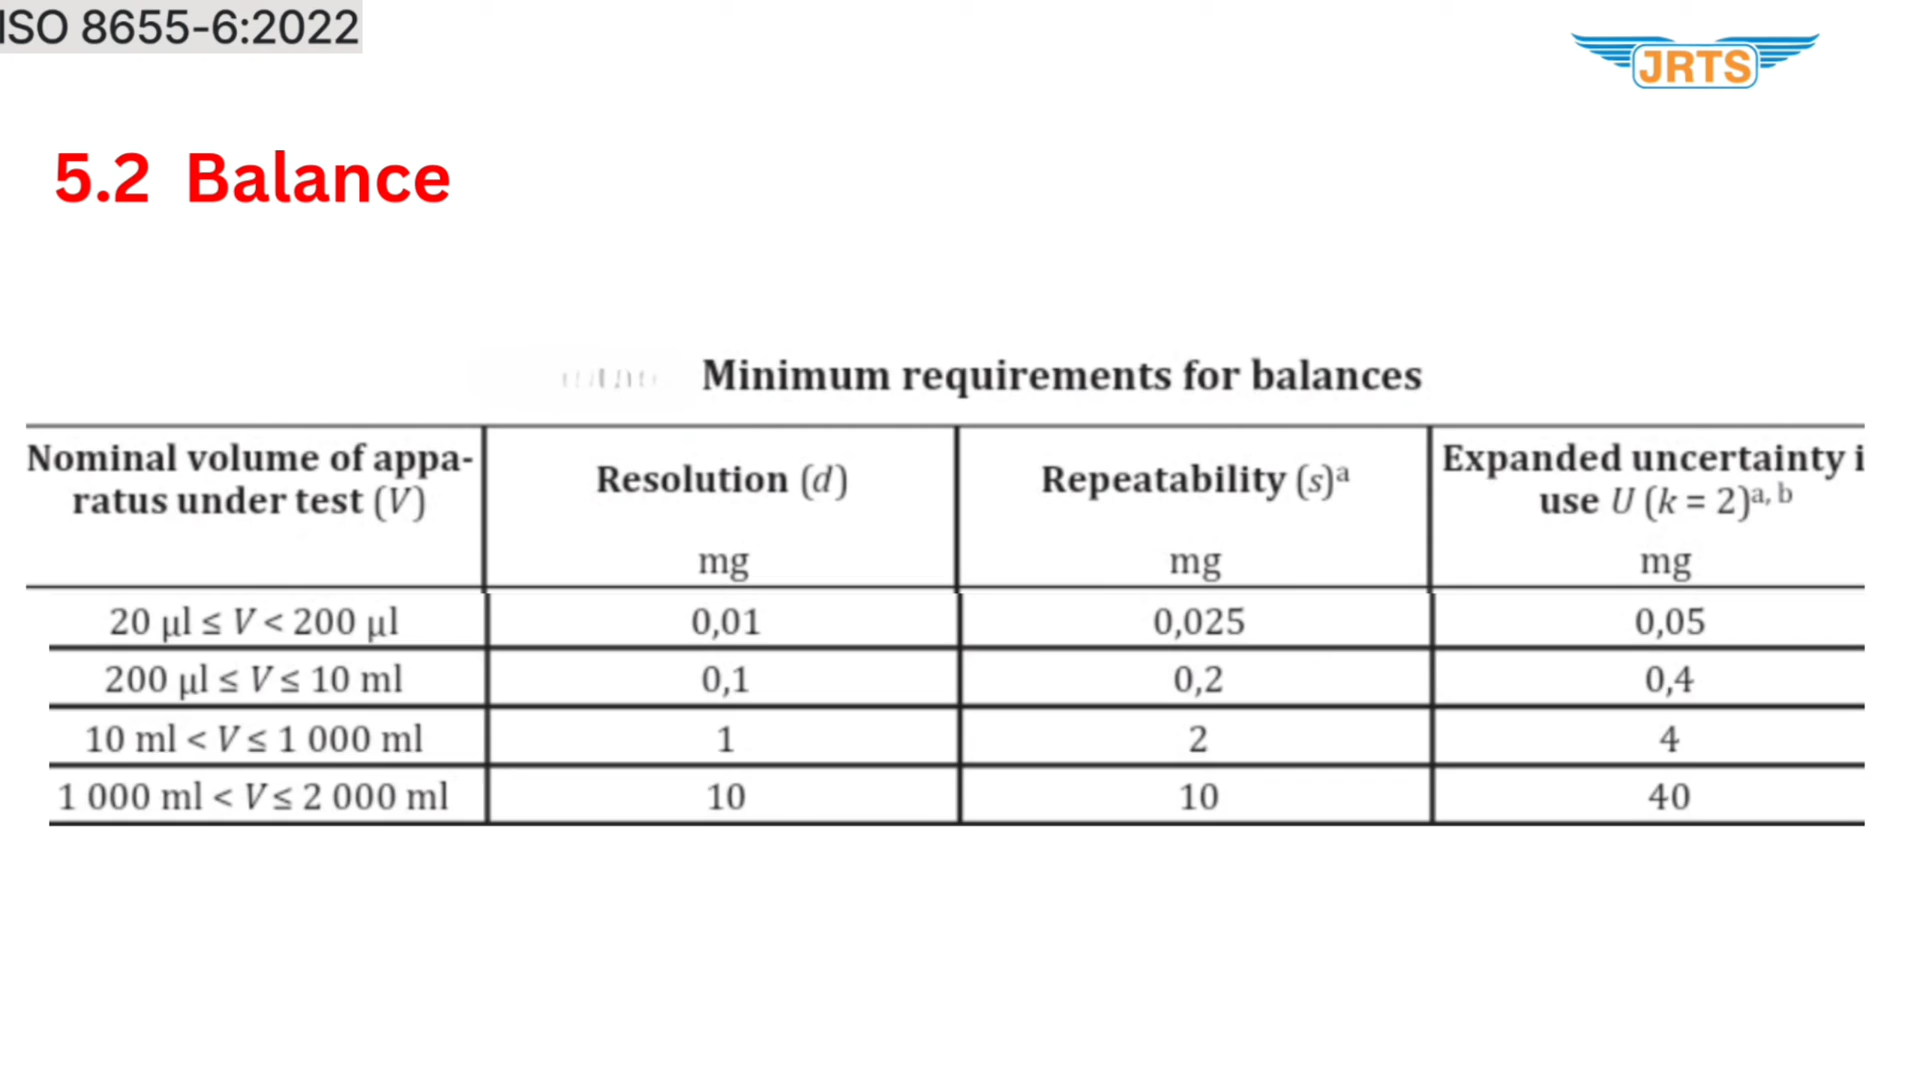 ISO 8655-6:2022
JRTS
5.2 Balance
Minimum requirements for balances
Nominal volume of appa-
ratus under test (V)
Resolution (d)
mg
Repeatability (s)a
mg
Expanded uncertainty i
use U (k = 2)a, b
mg
20 µl ≤ V < 200 µl 0,01 0,025 0,05
200 µl ≤ V ≤ 10 ml 0,1 0,2 0,4
10 ml < V ≤ 1 000 ml 1 2 4
1 000 ml < V ≤ 2 000 ml 10 10 40